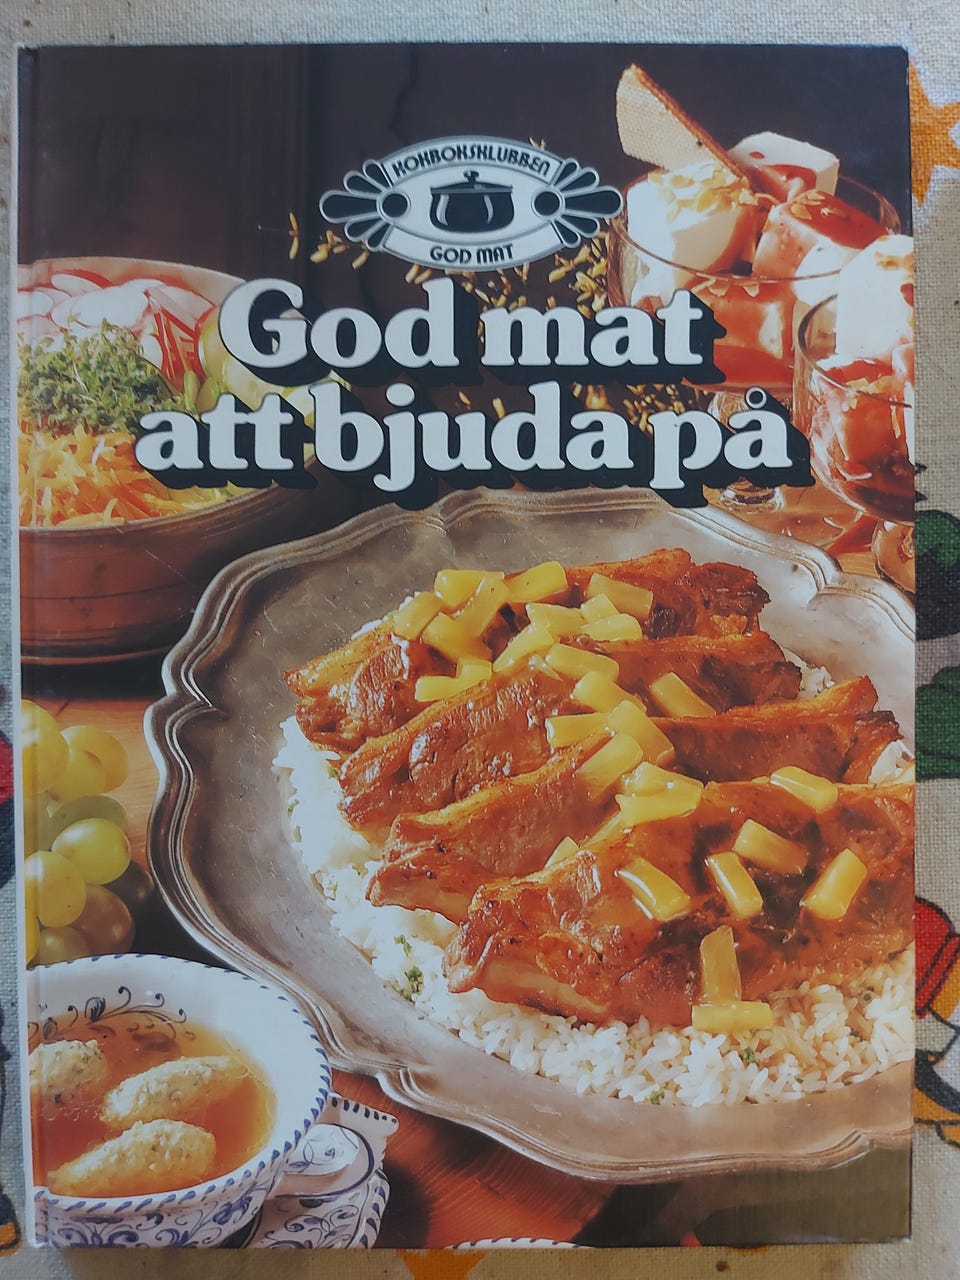 KOKBOKSKLUBBEN
GOD MAT
God mat
att bjuda på